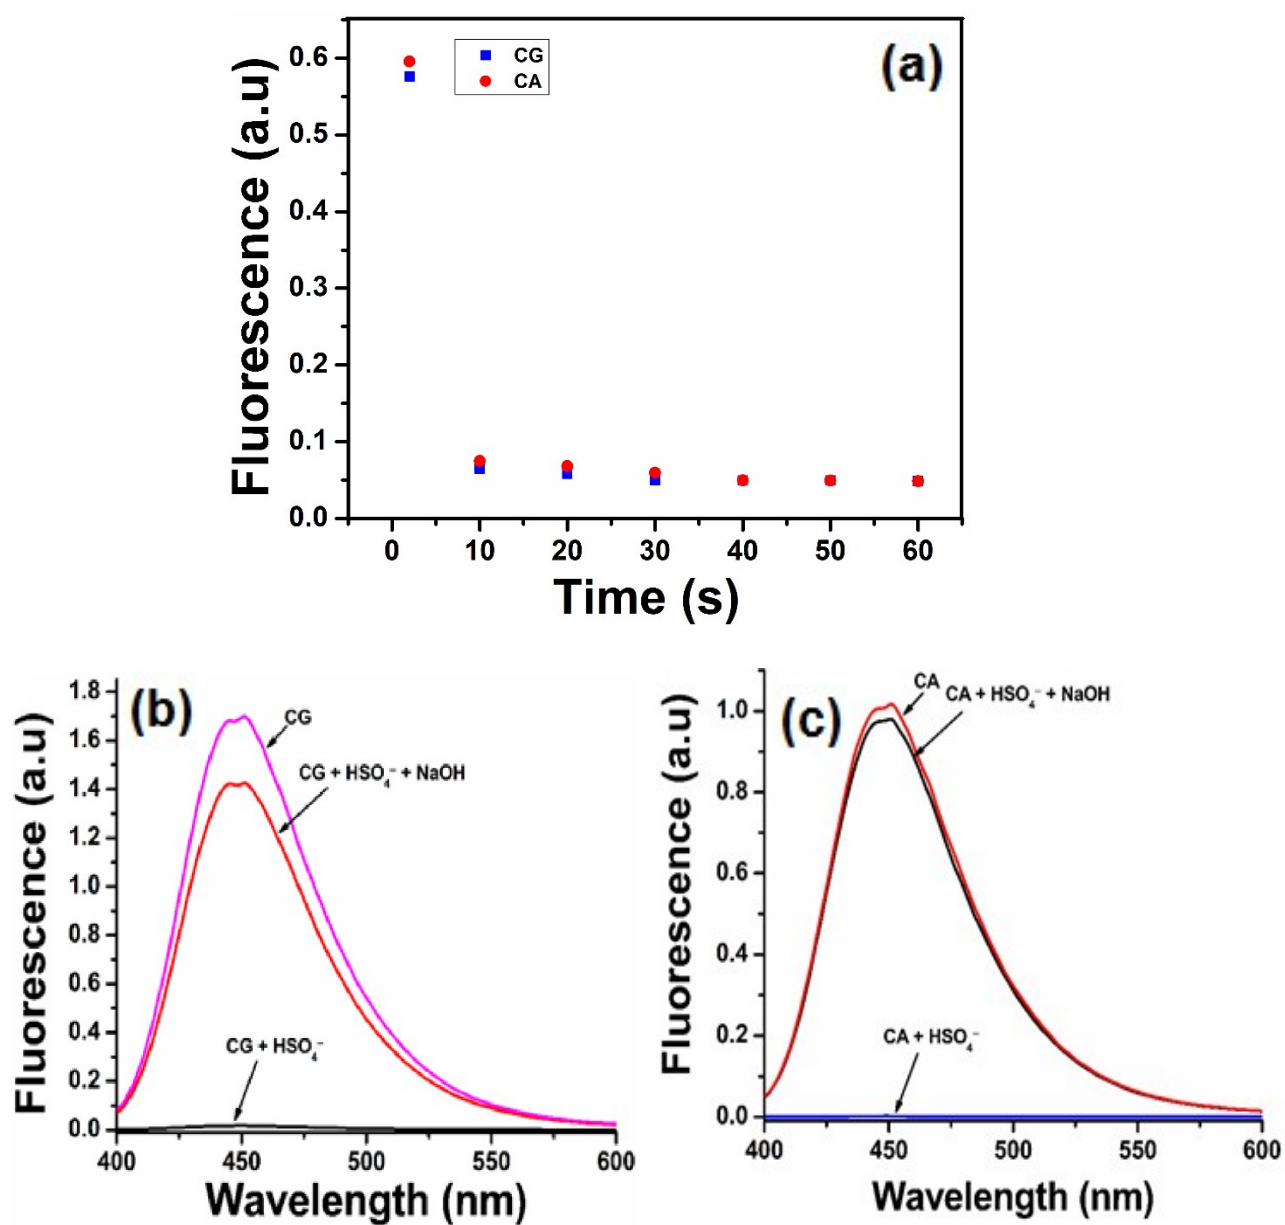 (a)
CG
CA
Fluorescence (a.u)
0.6
0.5
0.4
0.3
0.2
0.1
0.0
0 10 20 30 40 50 60
Time (s)
(b)
Fluorescence (a.u)
1.8
1.6
1.4
1.2
1.0
0.8
0.6
0.4
0.2
0.0
CG
CG + HSO₄⁻ + NaOH
CG + HSO₄⁻
400 450 500 550 600
Wavelength (nm)
(c)
Fluorescence (a.u)
1.0
0.8
0.6
0.4
0.2
0.0
CA
CA + HSO₄⁻ + NaOH
CA + HSO₄⁻
400 450 500 550 600
Wavelength (nm)